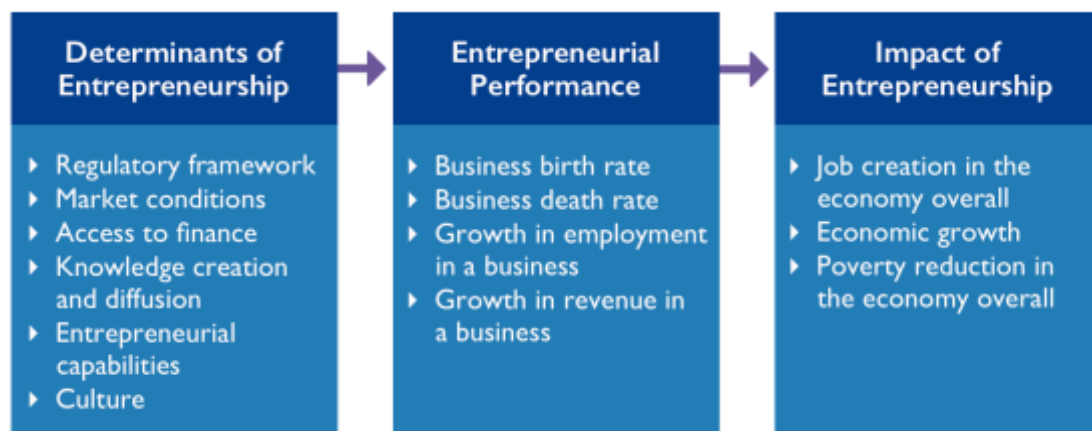 Determinants of
Entrepreneurship
Regulatory framework
Market conditions
Access to finance
Knowledge creation
and diffusion
Entrepreneurial
capabilities
Culture
Entrepreneurial
Performance
Business birth rate
Business death rate
Growth in employment
in a business
Growth in revenue in
a business
Impact of
Entrepreneurship
Job creation in the
economy overall
Economic growth
Poverty reduction in
the economy overall